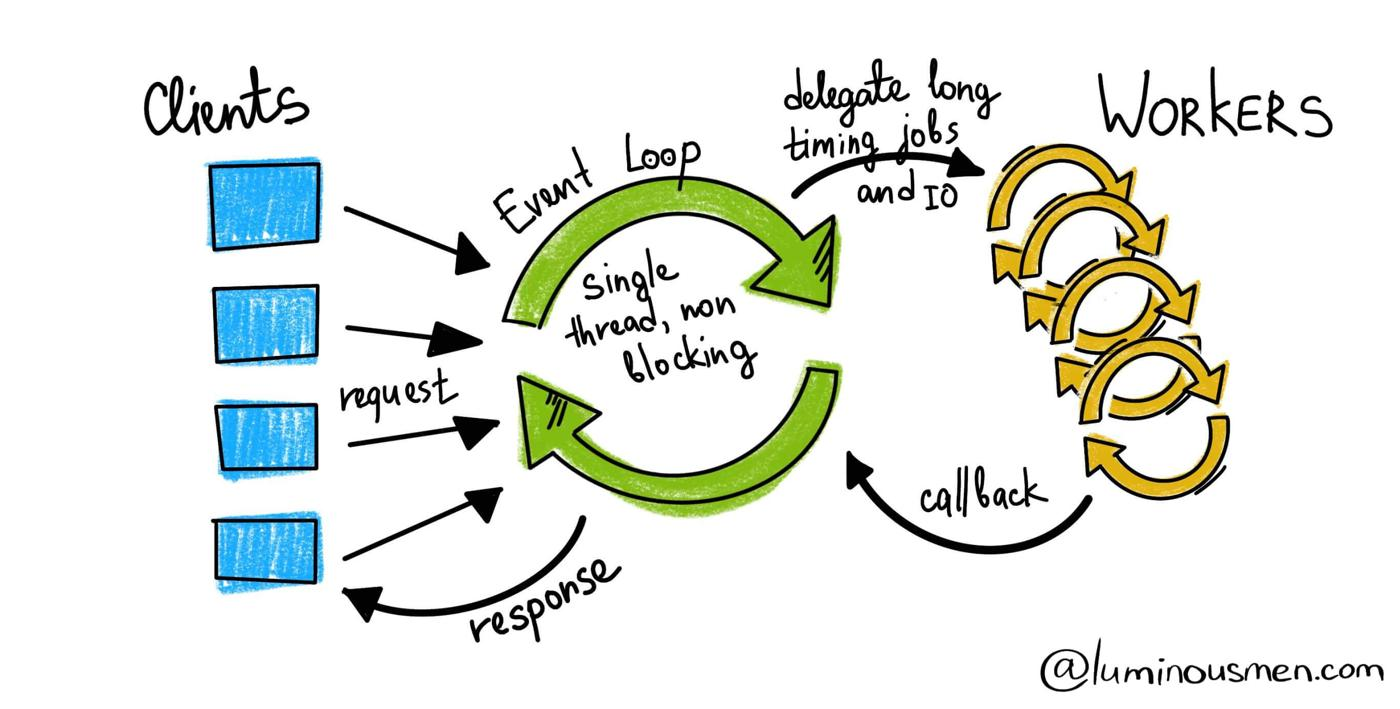 Clients
Event Loop
delegate long
timing jobs
and IO
WORKERS
single
thread, non
blocking
request
callback
response
@luminousmen.com